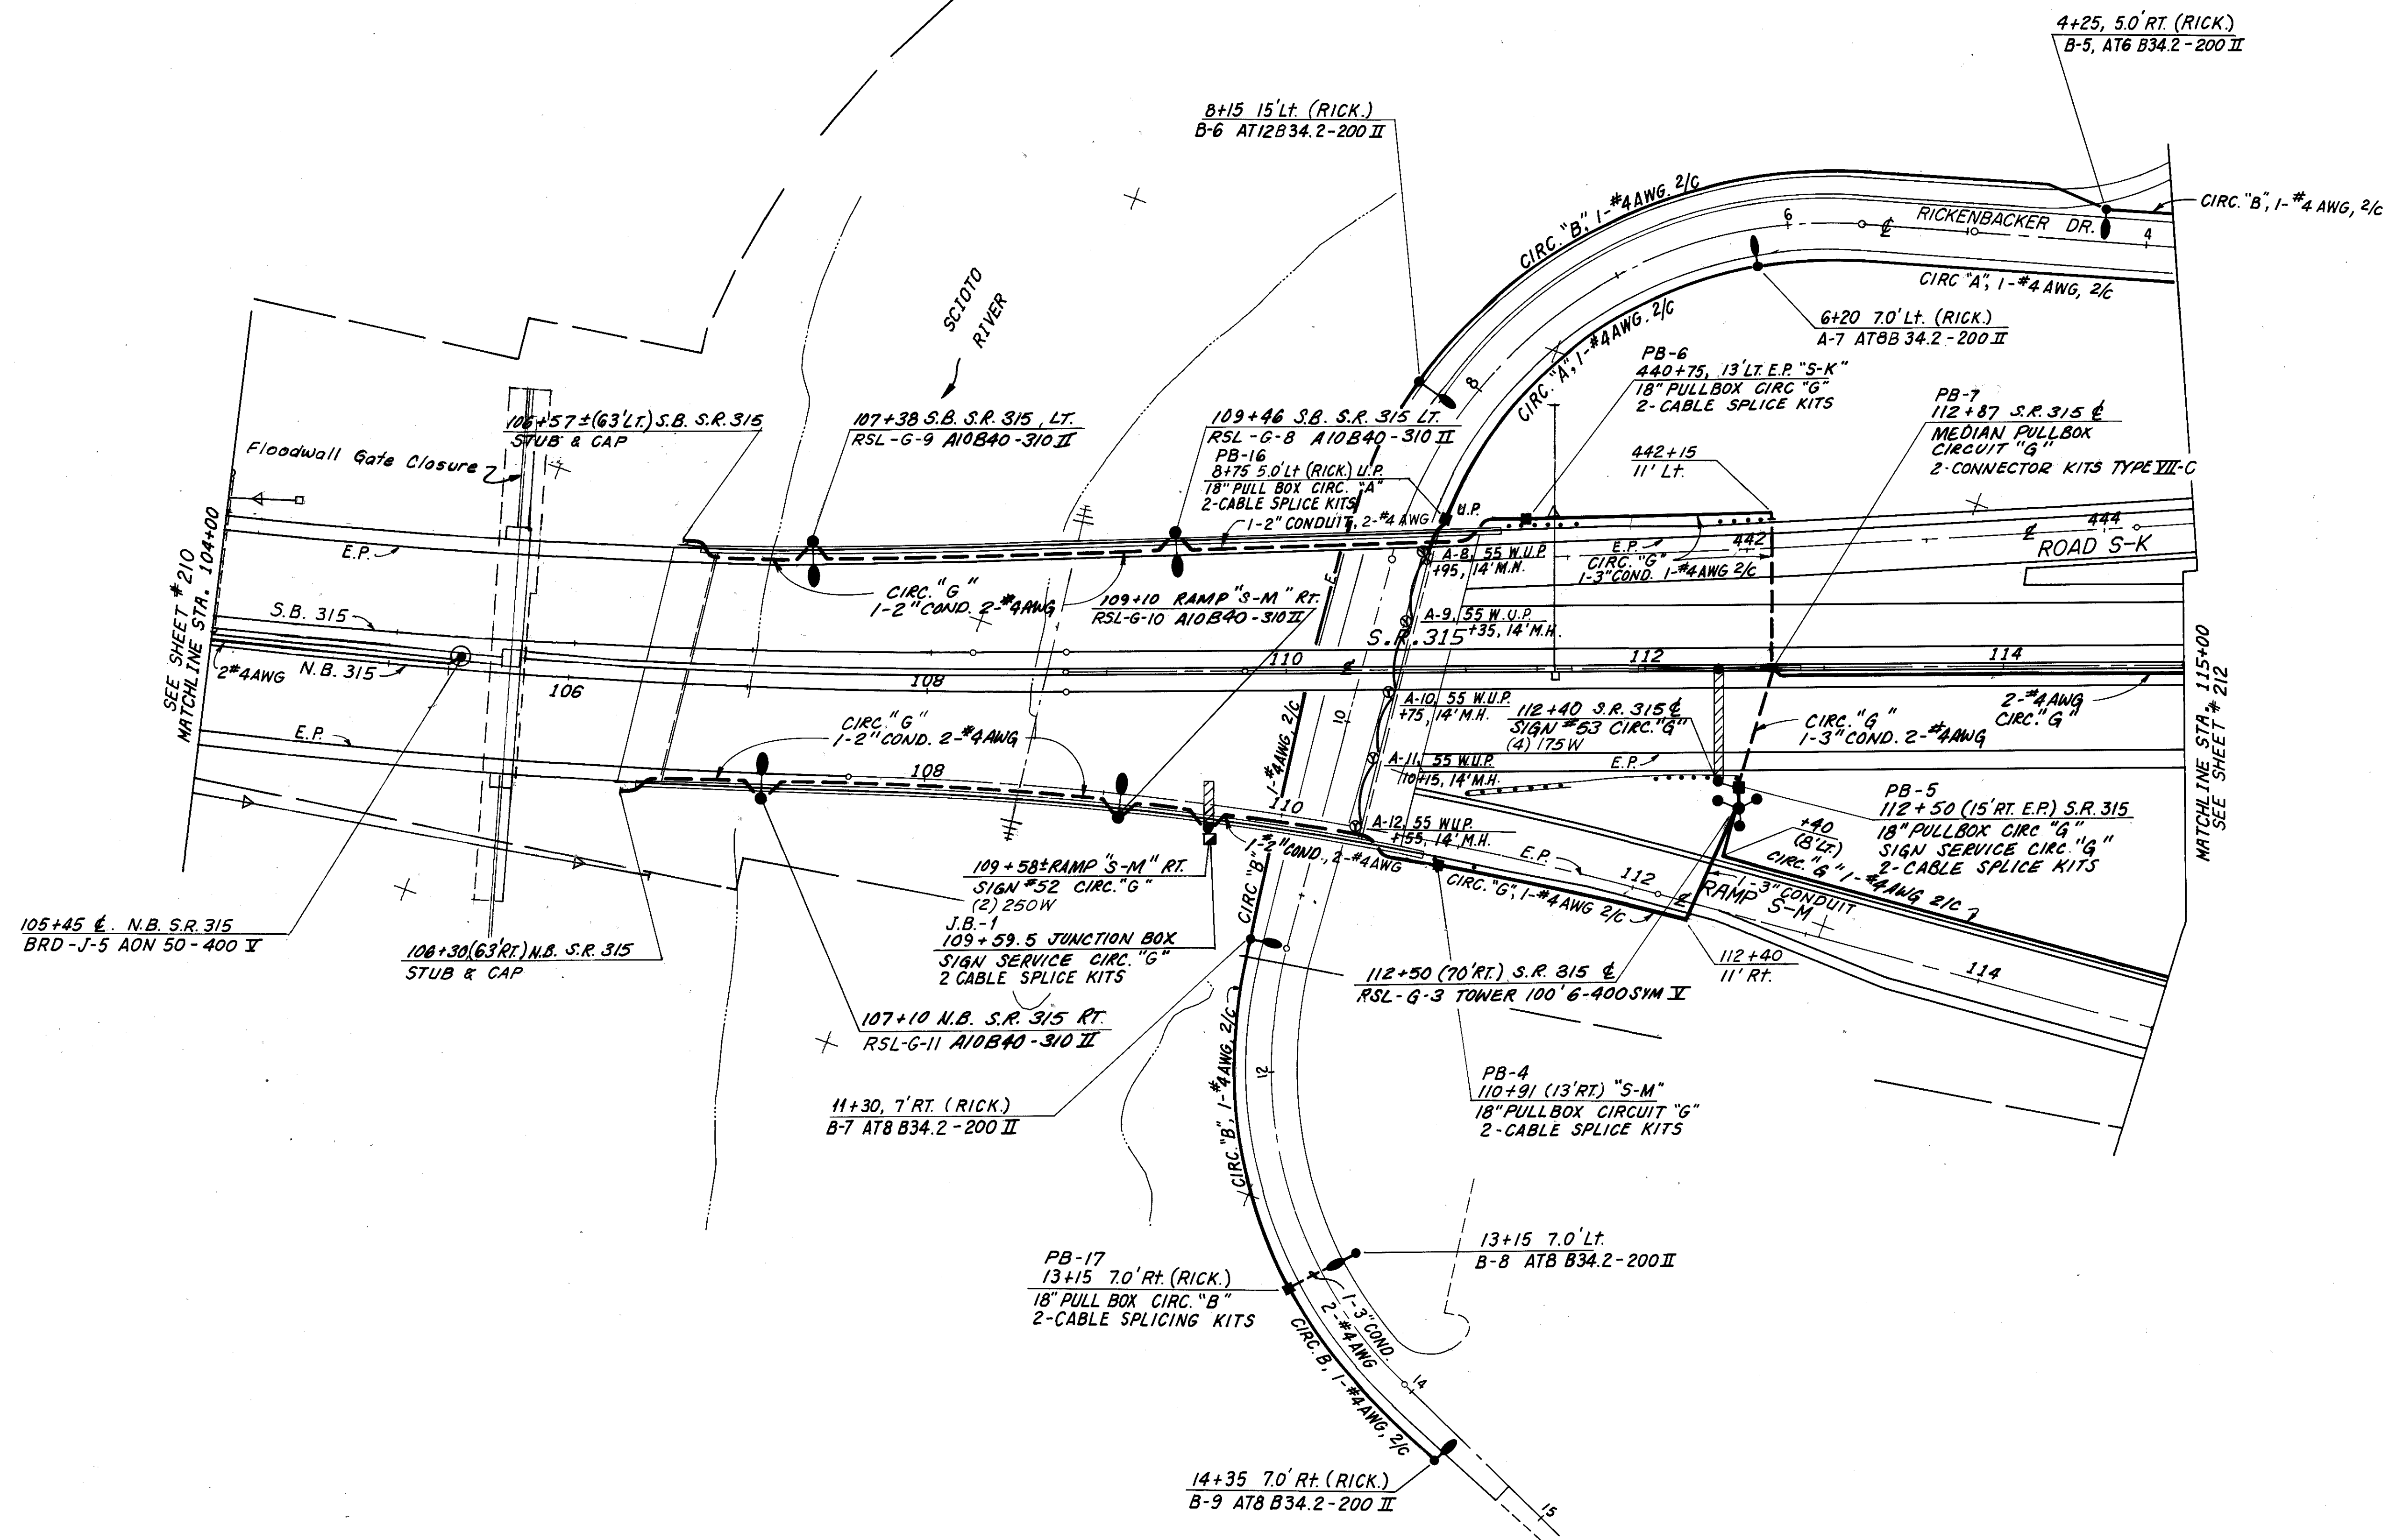 4+25, 5.0' RT. (RICK.)
B-5, AT6 B34.2-200 II
8+15 15' Lt. (RICK.)
B-6 AT12B34.2-200 II
CIRC. "B", 1-#4AWG. 2/C
6
RICKENBACKER DR.
4
CIRC. "B", 1-#4 AWG, 2/C
CIRC "A", 1-#4 AWG, 2/C
6+20 7.0' Lt. (RICK.)
A-7 AT8B 34.2-200 II
CIRC. "A", 1-#4AWG. 2/C
8
SCIOTO
RIVER
PB-6
440+75, 13' LT. E.P. "S-K"
18" PULLBOX CIRC "G"
2-CABLE SPLICE KITS
PB-7
112+87 S.R. 315 ℄
MEDIAN PULLBOX
CIRCUIT "G"
2-CONNECTOR KITS TYPE VII-C
106+57±(63' LT.) S.B. S.R. 315
STUB & CAP
Floodwall Gate Closure
107+38 S.B. S.R. 315, LT.
RSL-G-9 A10B40-310 II
109+46 S.B. S.R. 315 LT.
RSL-G-8 A10B40-310 II
PB-16
8+75 5.0' Lt (RICK.) U.P.
18" PULL BOX CIRC. "A"
2-CABLE SPLICE KITS
1-2" CONDUIT, 2-#4 AWG
U.P.
442+15
11' Lt.
SEE SHEET #210
MATCHLINE STA. 104+00
E.P.
CIRC. "G"
1-2" COND. 2-#4AWG
109+10 RAMP "S-M" Rt.
RSL-G-10 A10B40-310 II
A-8, 55 W.U.P.
+95, 14' M.H.
E.P.
442
CIRC. "G"
1-3" COND. 1-#4AWG 2/C
℄
444
ROAD S-K
A-9, 55 W.U.P.
+35, 14' M.H.
S.R. 315
S.B. 315
2#4AWG
N.B. 315
106
108
110
℄
112
114
MATCHLINE STA. 115+00
SEE SHEET # 212
10
A-10, 55 W.U.P.
+75, 14' M.H.
112+40 S.R. 315 ℄
SIGN #53 CIRC. "G"
(4) 175W
2-#4AWG
CIRC. "G"
CIRC. "G"
1-3" COND. 2-#4AWG
E.P.
CIRC. "G"
1-2" COND. 2-#4AWG
108
110
1-#4AWG, 2/C
A-11, 55 W.U.P.
10+15, 14' M.H.
E.P.
PB-5
112+50 (15' RT. E.P.) S.R. 315
18" PULLBOX CIRC "G"
SIGN SERVICE CIRC. "G"
2-CABLE SPLICE KITS
A-12, 55 W.U.P.
+55, 14' M.H.
+40
(8' LT.)
CIRC. "G" 1-#4AWG 2/C
1-2" COND., 2-#4AWG
E.P.
CIRC. "G", 1-#4AWG 2/C
112
℄
1-3" CONDUIT
RAMP S-M
109+58± RAMP "S-M" RT.
SIGN #52 CIRC. "G"
(2) 250W
J.B.-1
109+59.5 JUNCTION BOX
SIGN SERVICE CIRC. "G"
2 CABLE SPLICE KITS
CIRC "B"
105+45 ℄ N.B. S.R. 315
BRD-J-5 AON 50-400 V
106+30(63' RT.) N.B. S.R. 315
STUB & CAP
112+50 (70' RT.) S.R. 315 ℄
RSL-G-3 TOWER 100' 6-400 SYM V
112+40
11' Rt.
114
107+10 N.B. S.R. 315 RT.
RSL-G-11 A10B40-310 II
CIRC. "B", 1-#4 AWG, 2/C
12
PB-4
110+91 (13' RT.) "S-M"
18" PULLBOX CIRCUIT "G"
2-CABLE SPLICE KITS
11+30, 7' RT. (RICK.)
B-7 AT8 B34.2-200 II
13+15 7.0' Lt.
B-8 AT8 B34.2-200 II
PB-17
13+15 7.0' Rt. (RICK.)
18" PULL BOX CIRC. "B"
2-CABLE SPLICING KITS
1-3" COND.
2-#4AWG
CIRC. B, 1-#4AWG, 2/C
14
14+35 7.0' Rt. (RICK.)
B-9 AT8 B34.2-200 II
15